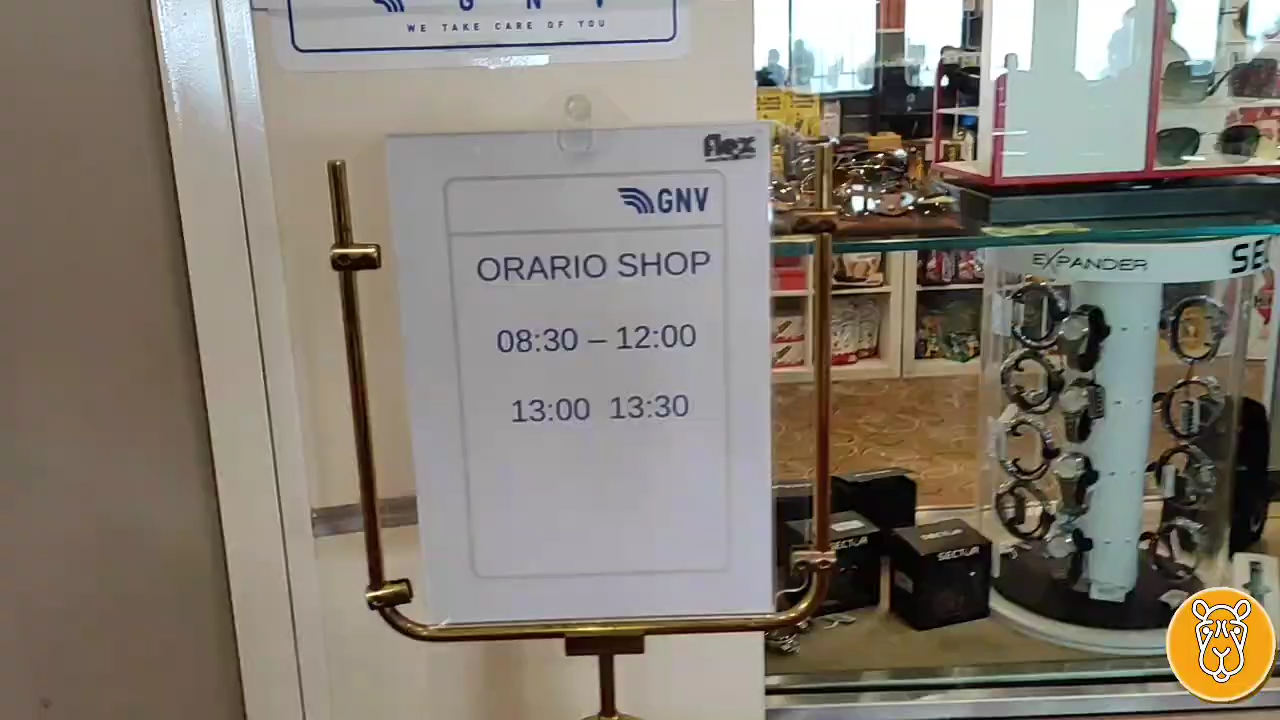 G N V
WE TAKE CARE OF YOU
flex
GNV
ORARIO SHOP
08:30 – 12:00
13:00 13:30
EXPANDER
SECTOR
SECTOR